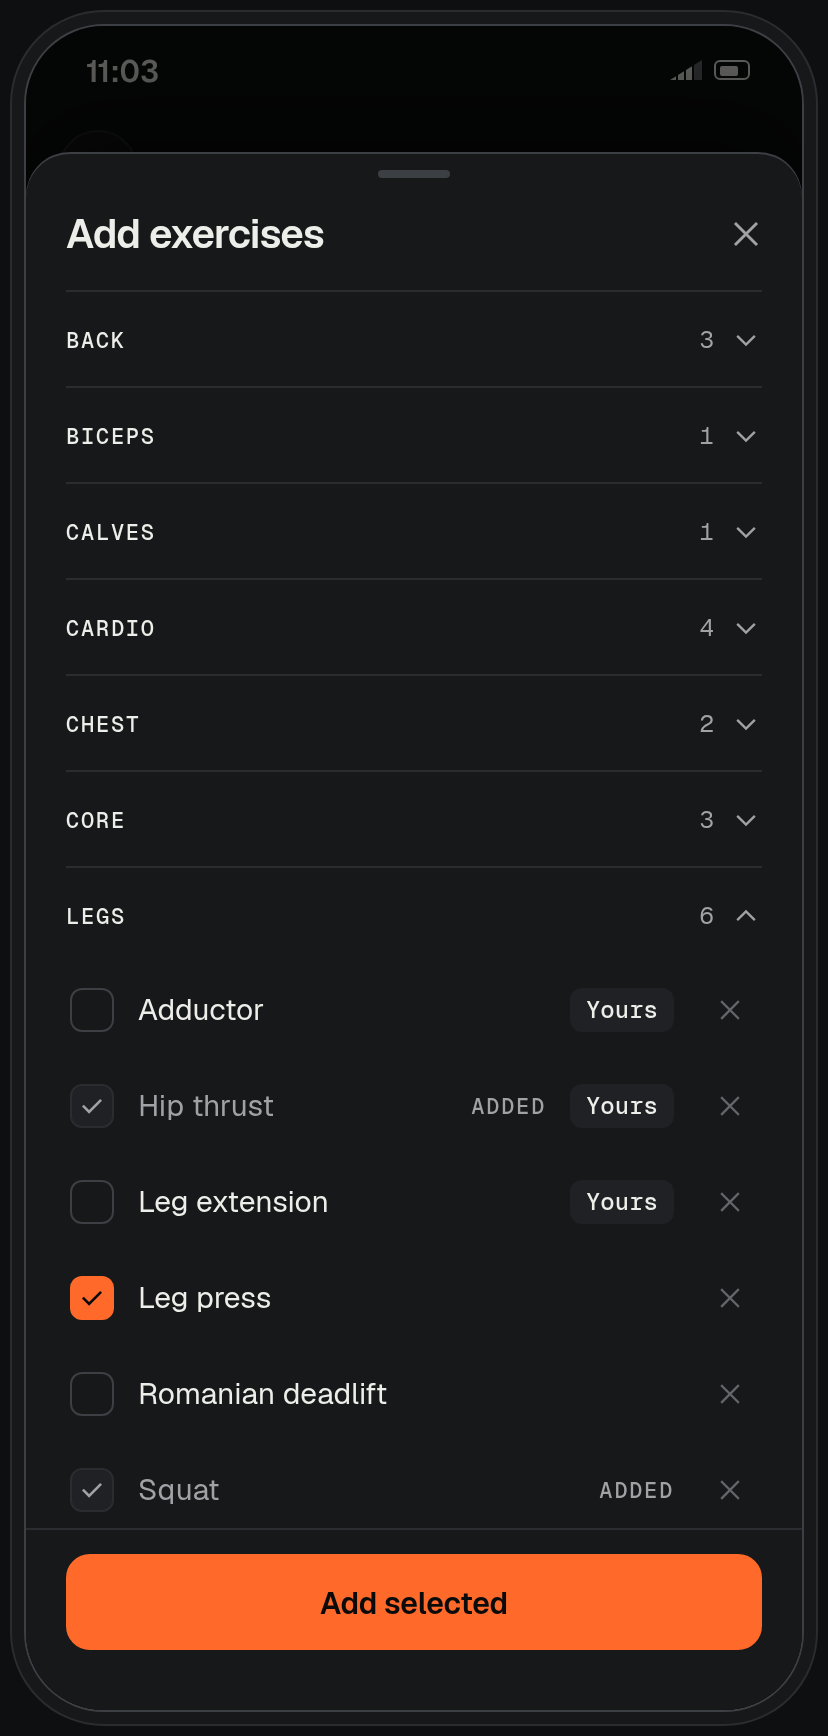 11:03
Add exercises
BACK 3
BICEPS 1
CALVES 1
CARDIO 4
CHEST 2
CORE 3
LEGS 6
Adductor Yours
Hip thrust ADDED Yours
Leg extension Yours
Leg press
Romanian deadlift
Squat ADDED
Add selected